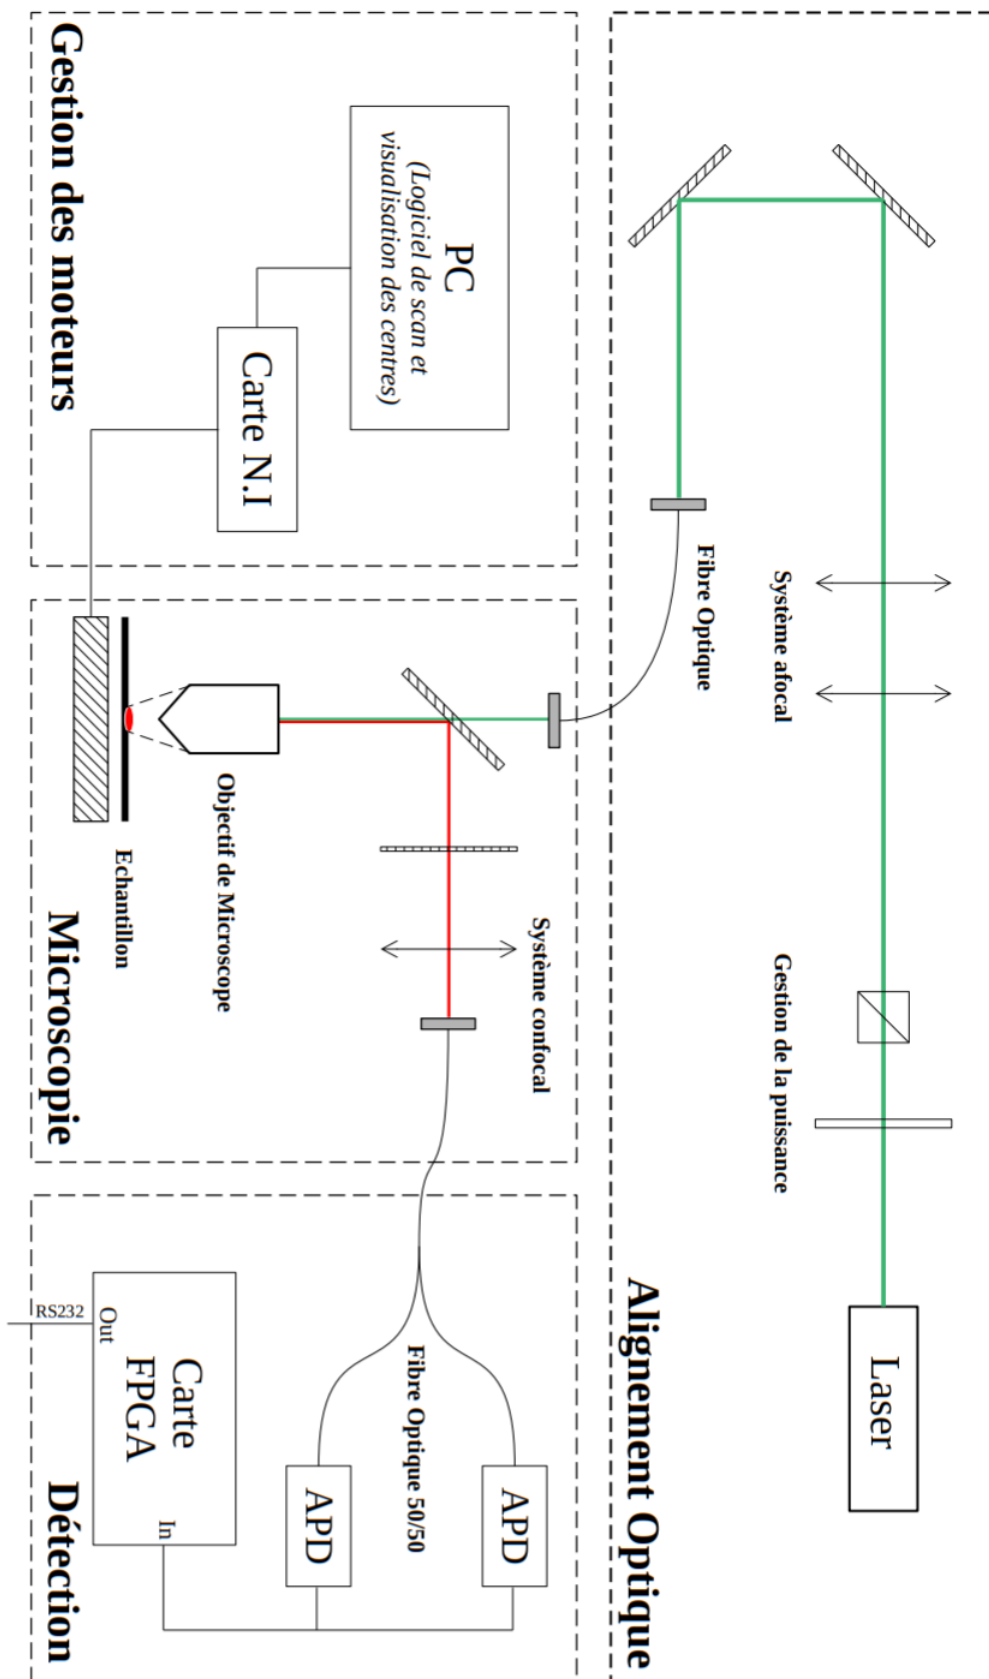 Alignement Optique
Laser
Gestion de la puissance
Système afocal
Fibre Optique
Gestion des moteurs
PC
(Logiciel de scan et
visualisation des centres)
Carte N.I
Microscopie
Système confocal
Objectif de Microscope
Echantillon
Détection
Fibre Optique 50/50
APD
APD
Carte
FPGA
In
Out
RS232